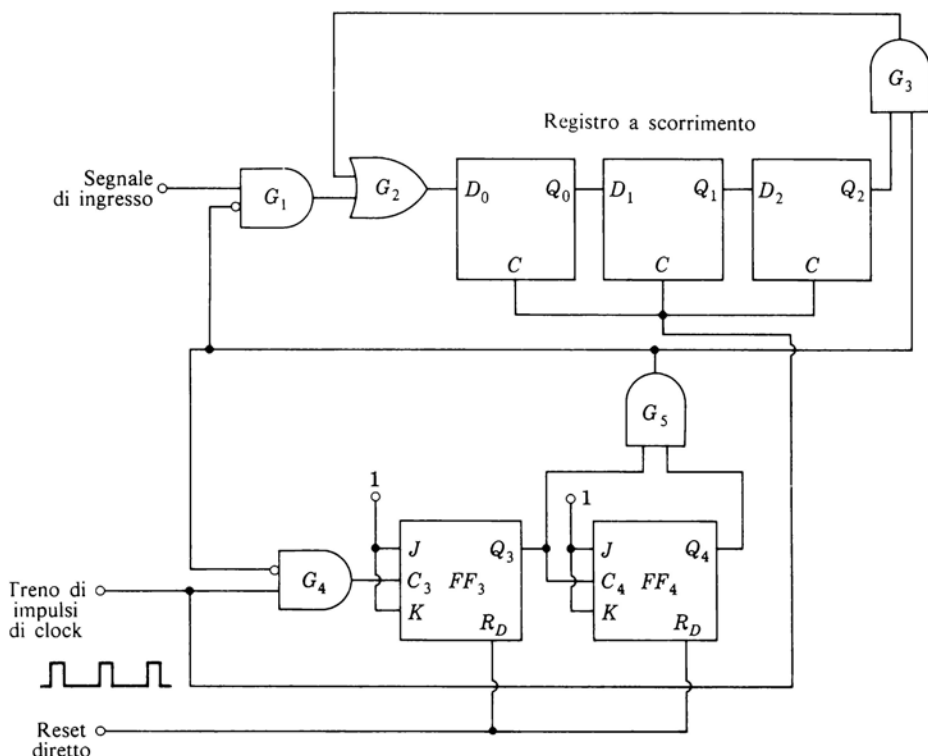 G3
Registro a scorrimento
Segnale
di ingresso
G1
G2
D0
Q0
D1
Q1
D2
Q2
C
C
C
G5
1
1
J
Q3
J
Q4
G4
C3
FF3
C4
FF4
K
RD
K
RD
Treno di
impulsi
di clock
Reset
diretto